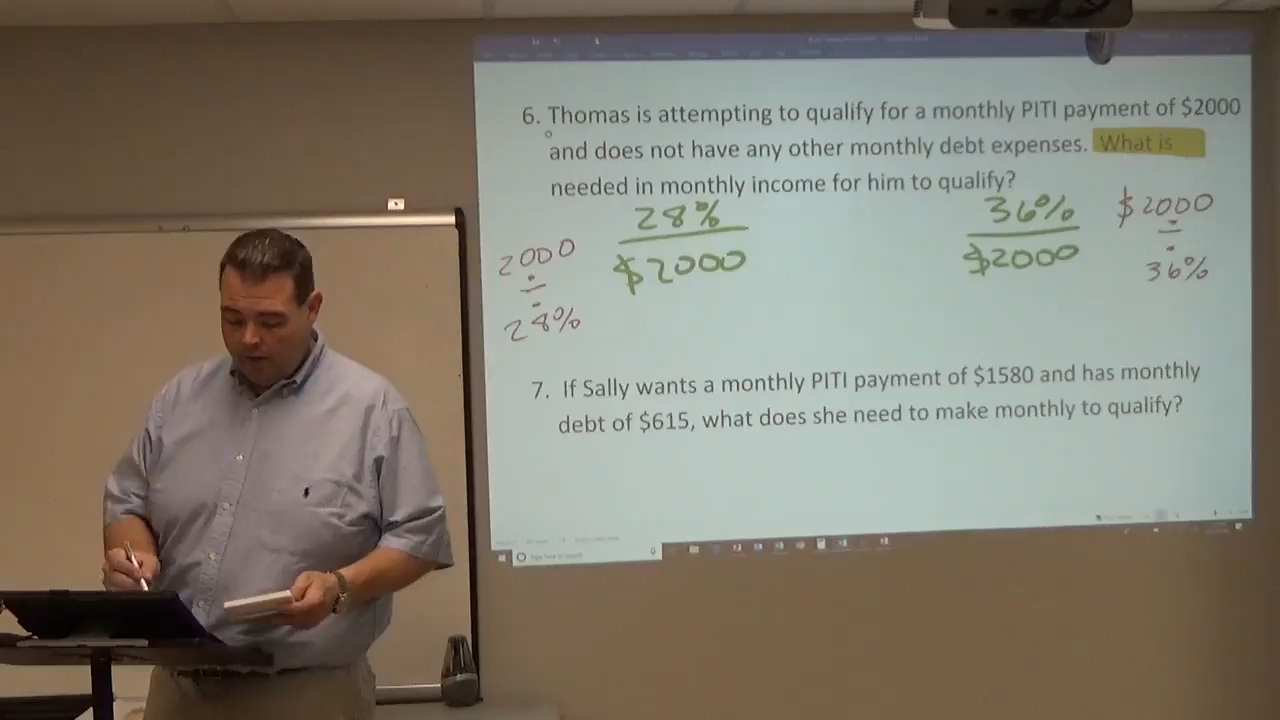 6. Thomas is attempting to qualify for a monthly PITI payment of $2000
and does not have any other monthly debt expenses. What is
needed in monthly income for him to qualify?
28%
$2000
2000
÷
28%
36%
$2000
$2000
÷
36%
7. If Sally wants a monthly PITI payment of $1580 and has monthly
debt of $615, what does she need to make monthly to qualify?